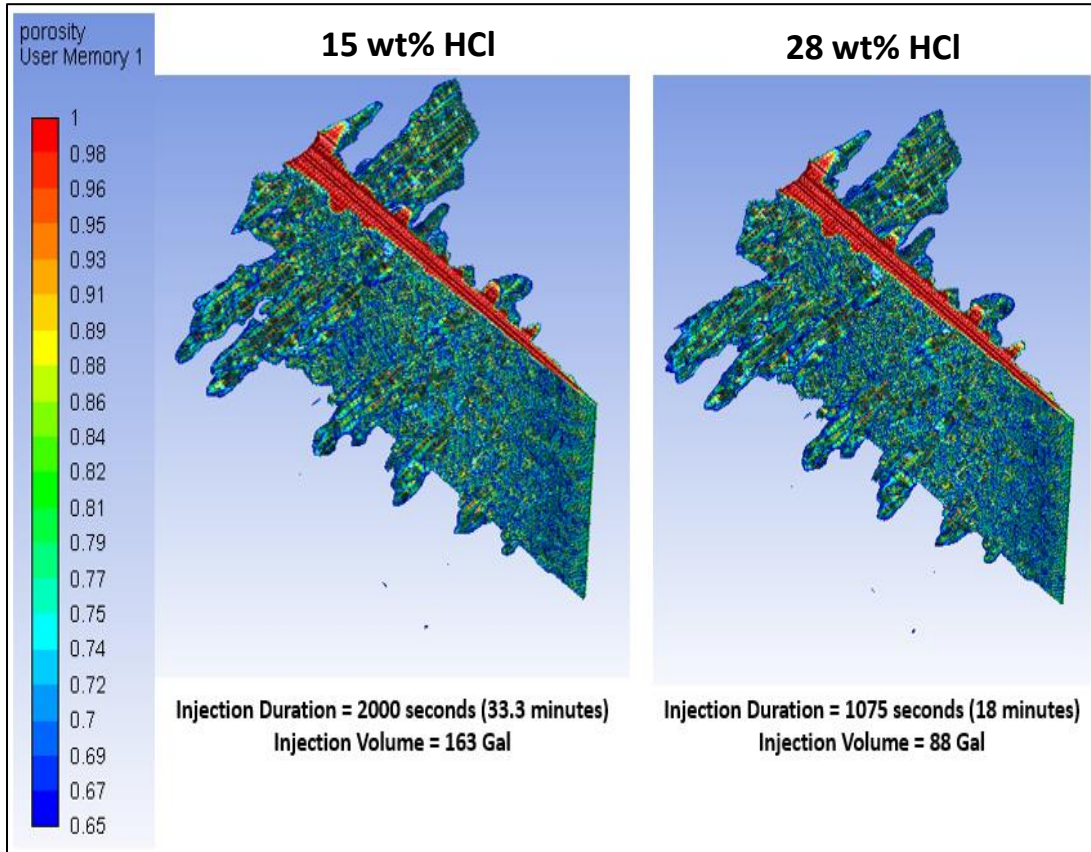 porosity
User Memory 1
1
0.98
0.96
0.95
0.93
0.91
0.89
0.88
0.86
0.84
0.82
0.81
0.79
0.77
0.75
0.74
0.72
0.7
0.69
0.67
0.65
15 wt% HCl
28 wt% HCl
Injection Duration = 2000 seconds (33.3 minutes)
Injection Volume = 163 Gal
Injection Duration = 1075 seconds (18 minutes)
Injection Volume = 88 Gal